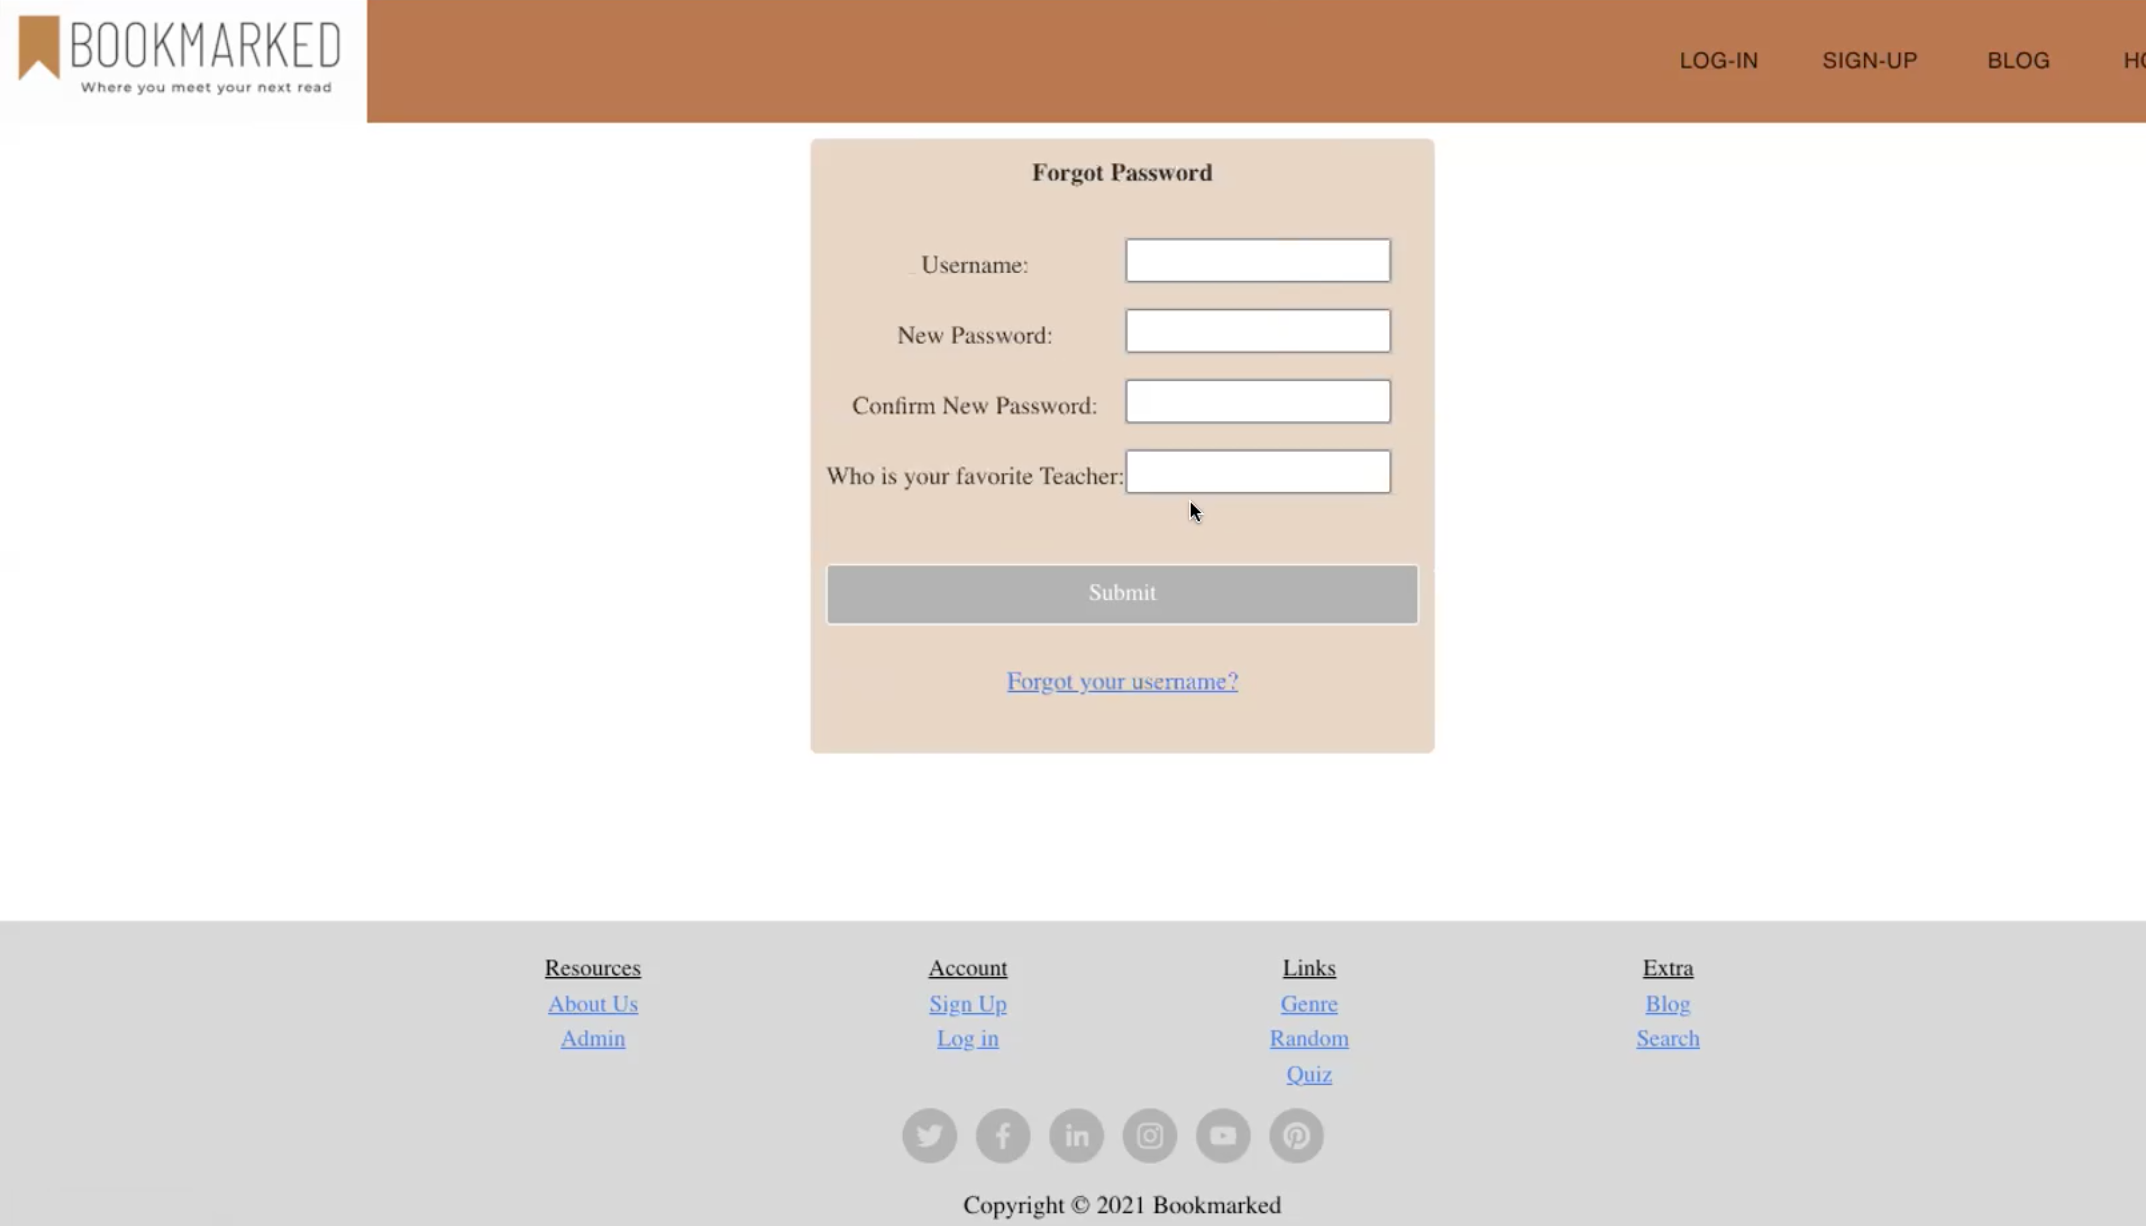 BOOKMARKED
Where you meet your next read
LOG-IN SIGN-UP BLOG
Forgot Password
Username:
New Password:
Confirm New Password:
Who is your favorite Teacher:
Submit
Forgot your username?
Resources Account Links Extra
About Us Sign Up Genre Blog
Admin Log in Random Search
Quiz
Copyright © 2021 Bookmarked